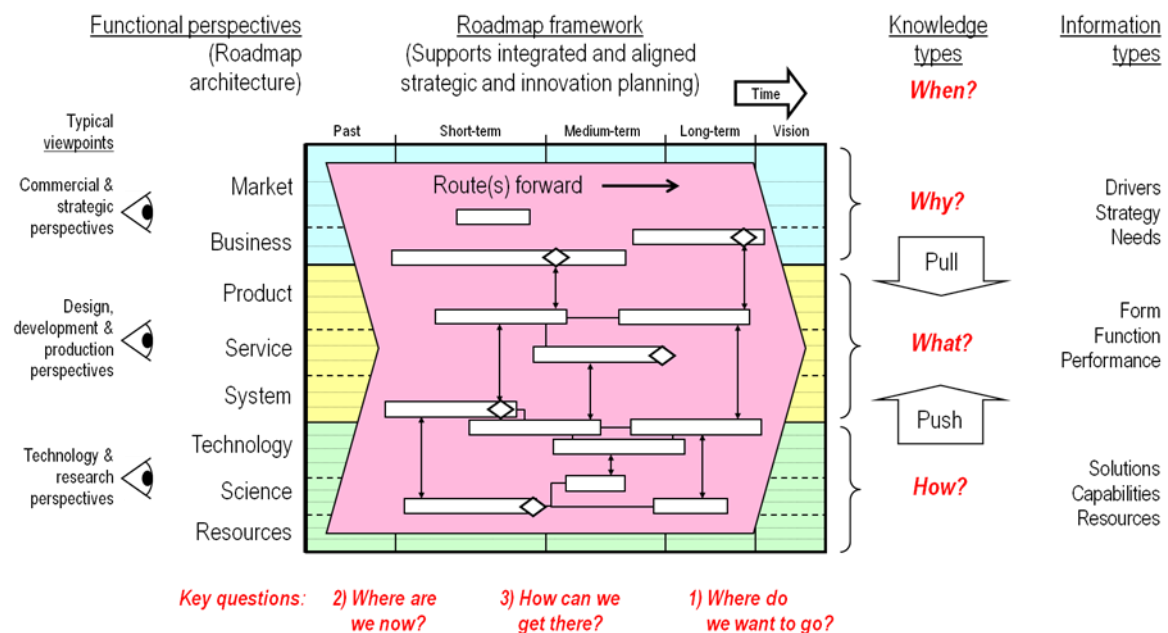 Functional perspectives
(Roadmap
architecture)
Roadmap framework
(Supports integrated and aligned
strategic and innovation planning)
Time
Knowledge
types
When?
Information
types
Typical
viewpoints
Past
Short-term
Medium-term
Long-term
Vision
Commercial &
strategic
perspectives
Market
Business
Route(s) forward
Why?
Drivers
Strategy
Needs
Pull
Design,
development &
production
perspectives
Product
Service
System
What?
Form
Function
Performance
Push
Technology &
research
perspectives
Technology
Science
Resources
How?
Solutions
Capabilities
Resources
Key questions:
2) Where are
we now?
3) How can we
get there?
1) Where do
we want to go?